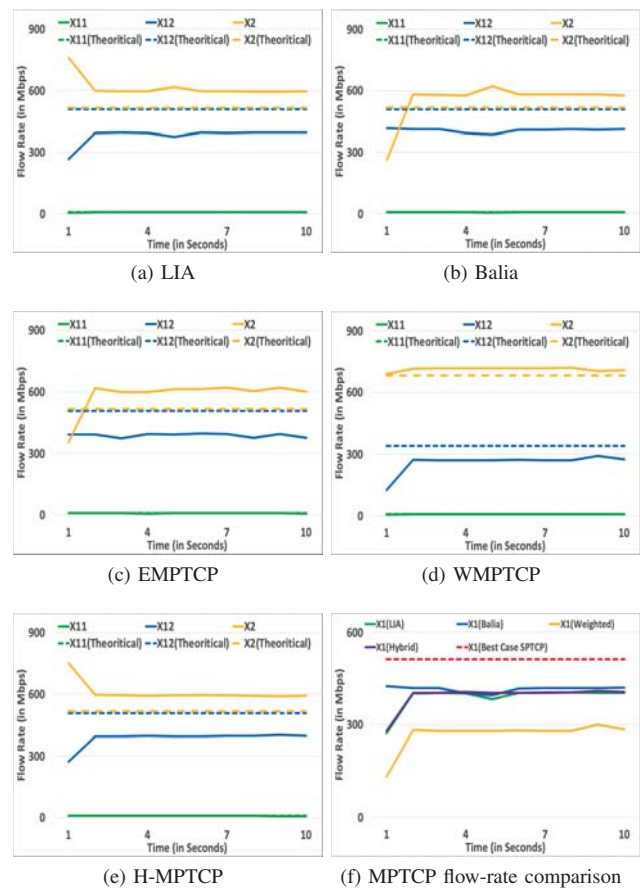 X11 X12 X2
X11(Theoritical) X12(Theoritical) X2(Theoritical)
900
600
300
0
Flow Rate (in Mbps)
1 4 7 10
Time (in Seconds)
(a) LIA
X11 X12 X2
X11(Theoritical) X12(Theoritical) X2(Theoritical)
900
600
300
0
Flow Rate (in Mbps)
1 4 7 10
Time (in Seconds)
(b) Balia
X11 X12 X2
X11(Theoritical) X12(Theoritical) X2(Theoritical)
900
600
300
0
Flow Rate (in Mbps)
1 4 7 10
Time (in Seconds)
(c) EMPTCP
X11 X12 X2
X11(Theoritical) X12(Theoritical) X2(Theoritical)
900
600
300
0
Flow Rate (in Mbps)
1 4 7 10
Time (in Seconds)
(d) WMPTCP
X11 X12 X2
X11(Theoritical) X12(Theoritical) X2(Theoritical)
900
600
300
0
Flow Rate (in Mbps)
1 4 7 10
Time (in Seconds)
(e) H-MPTCP
X1(LIA) X1(Balia) X1(Weighted)
X1(Hybrid) X1(Best Case SPTCP)
600
300
0
Flow Rate (in Mbps)
1 4 7 10
Time (in Seconds)
(f) MPTCP flow-rate comparison